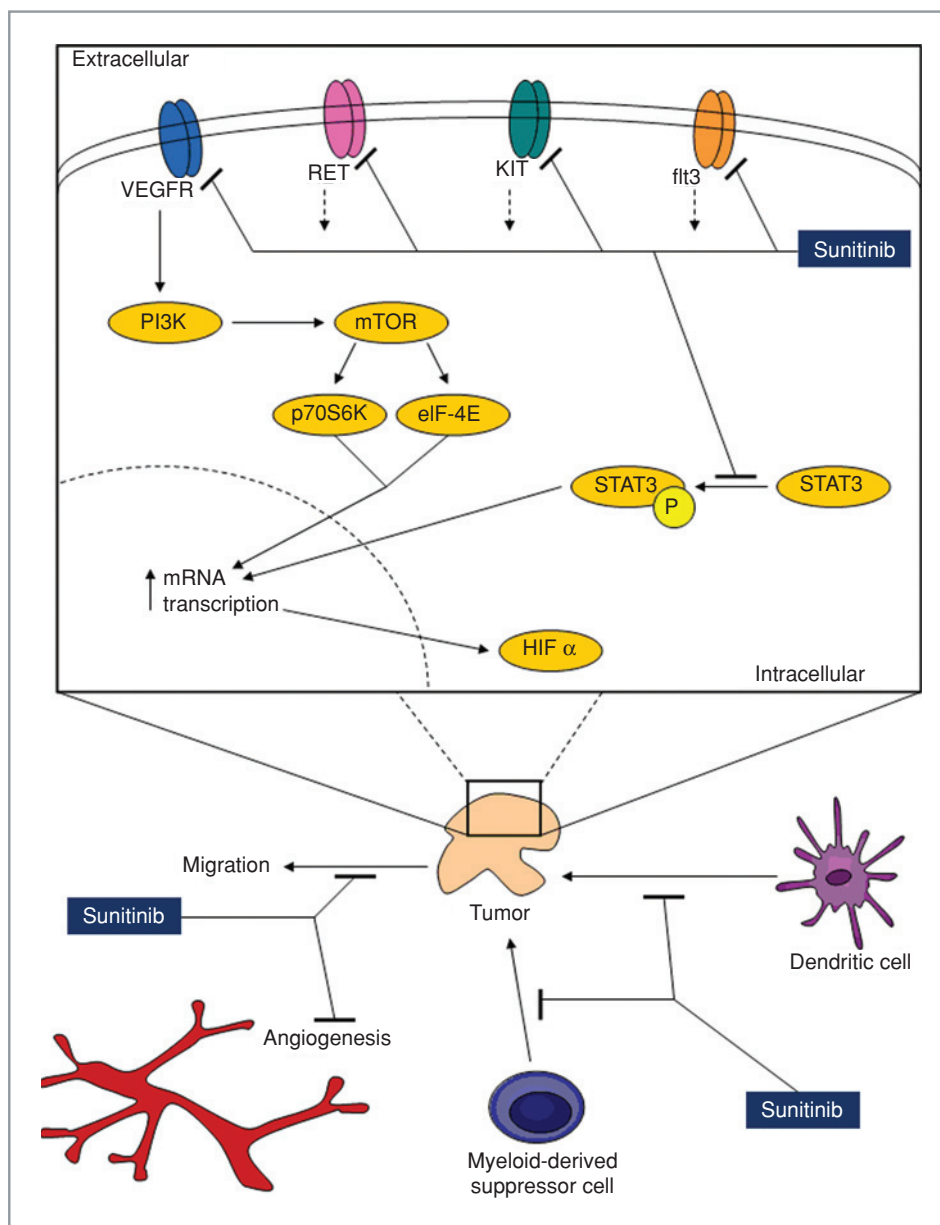 Extracellular
VEGFR
RET
KIT
flt3
Sunitinib
PI3K
mTOR
p70S6K
eIF-4E
STAT3
P
STAT3
mRNA
transcription
HIF α
Intracellular
Migration
Sunitinib
Tumor
Dendritic cell
Angiogenesis
Sunitinib
Myeloid-derived
suppressor cell